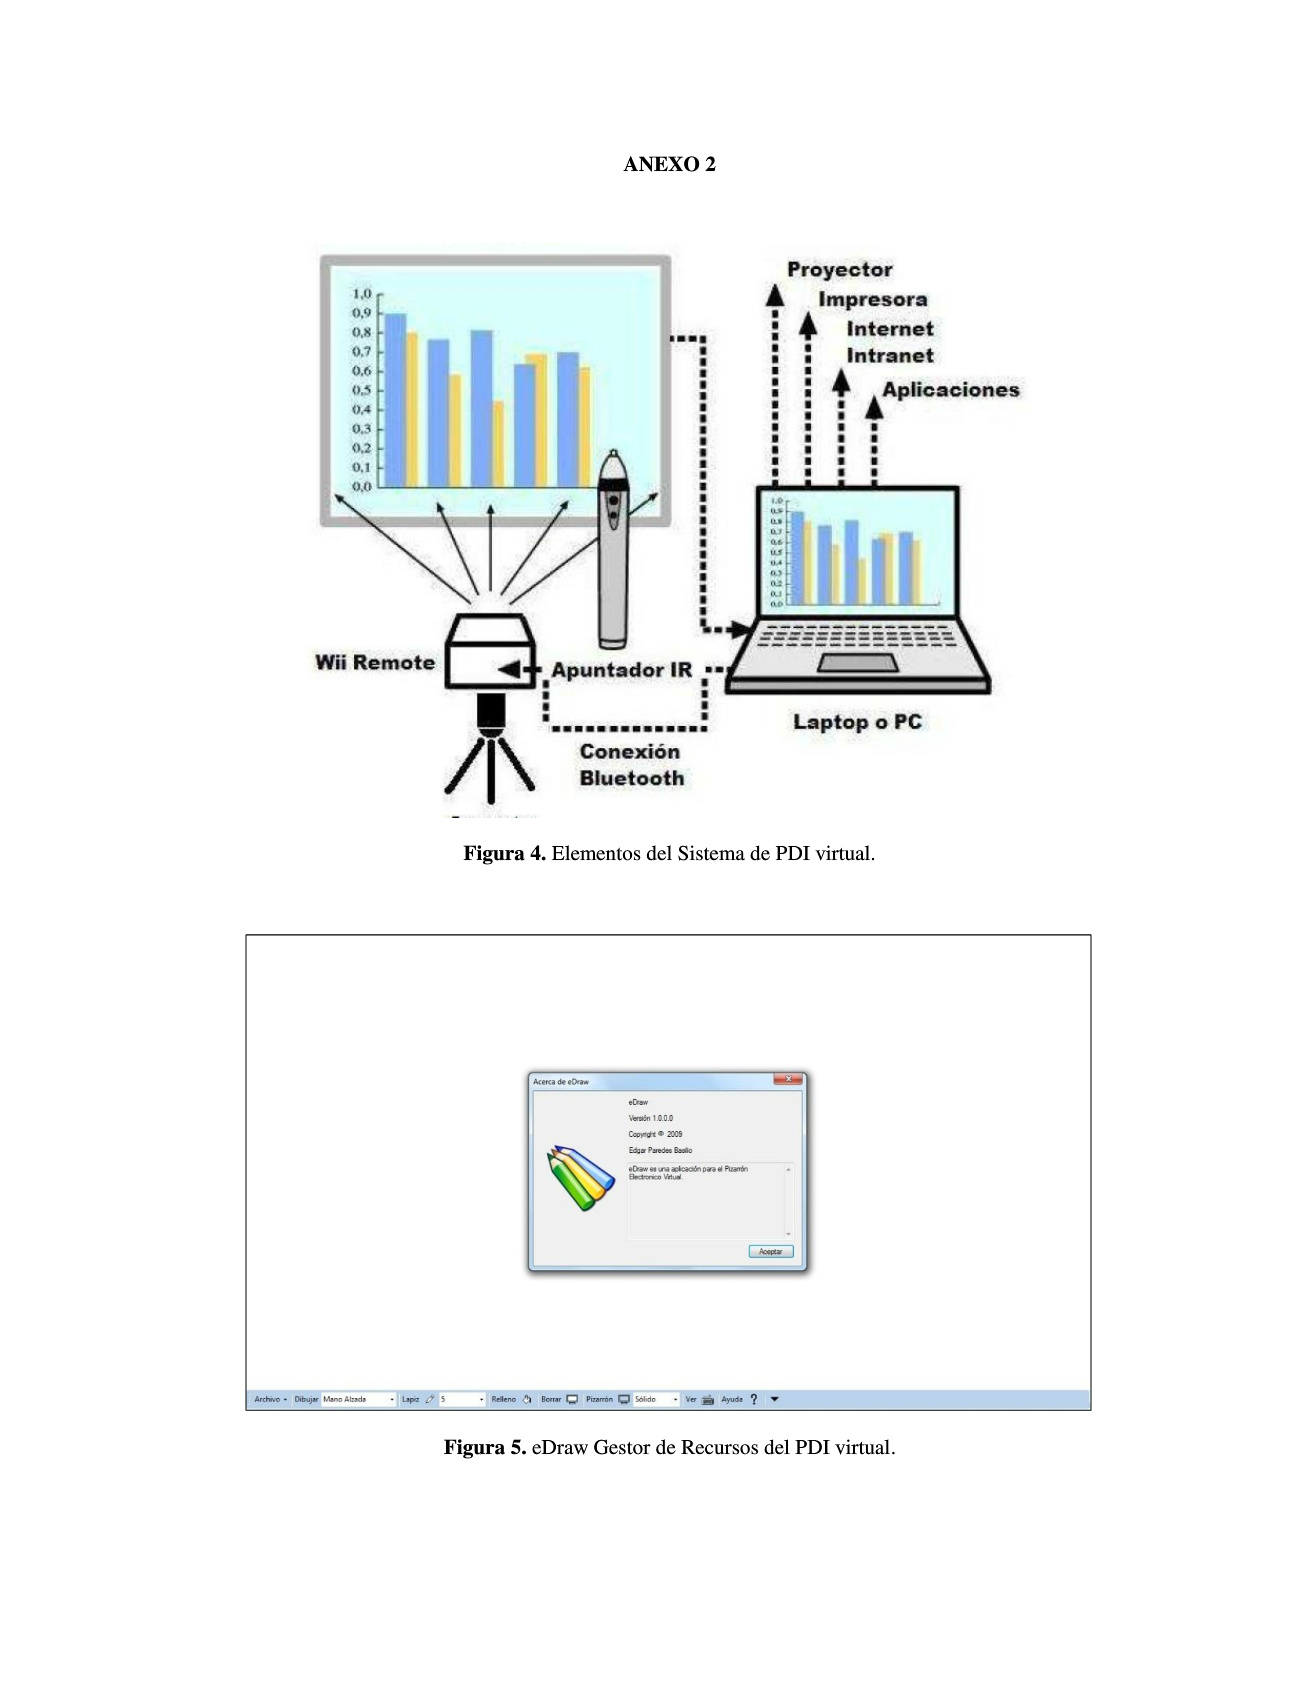 ANEXO 2
1,0
0,9
0,8
0,7
0,6
0,5
0,4
0,3
0,2
0,1
0,0
Proyector
Impresora
Internet
Intranet
Aplicaciones
1.0
0.9
0.8
0.7
0.6
0.5
0.4
0.3
0.2
0.1
0.0
Wii Remote
Apuntador IR
Laptop o PC
Conexión
Bluetooth
Figura 4. Elementos del Sistema de PDI virtual.
Acerca de eDraw
eDraw
Versión 1.0.0.0
Copyright © 2009
Edgar Paredes Basilio
eDraw es una aplicación para el Pizarrón
Electronico Virtual.
Aceptar
Archivo Dibujar Mano Alzada Lapiz 5 Relleno Borrar Pizarrón Sólido Ver Ayuda ?
Figura 5. eDraw Gestor de Recursos del PDI virtual.